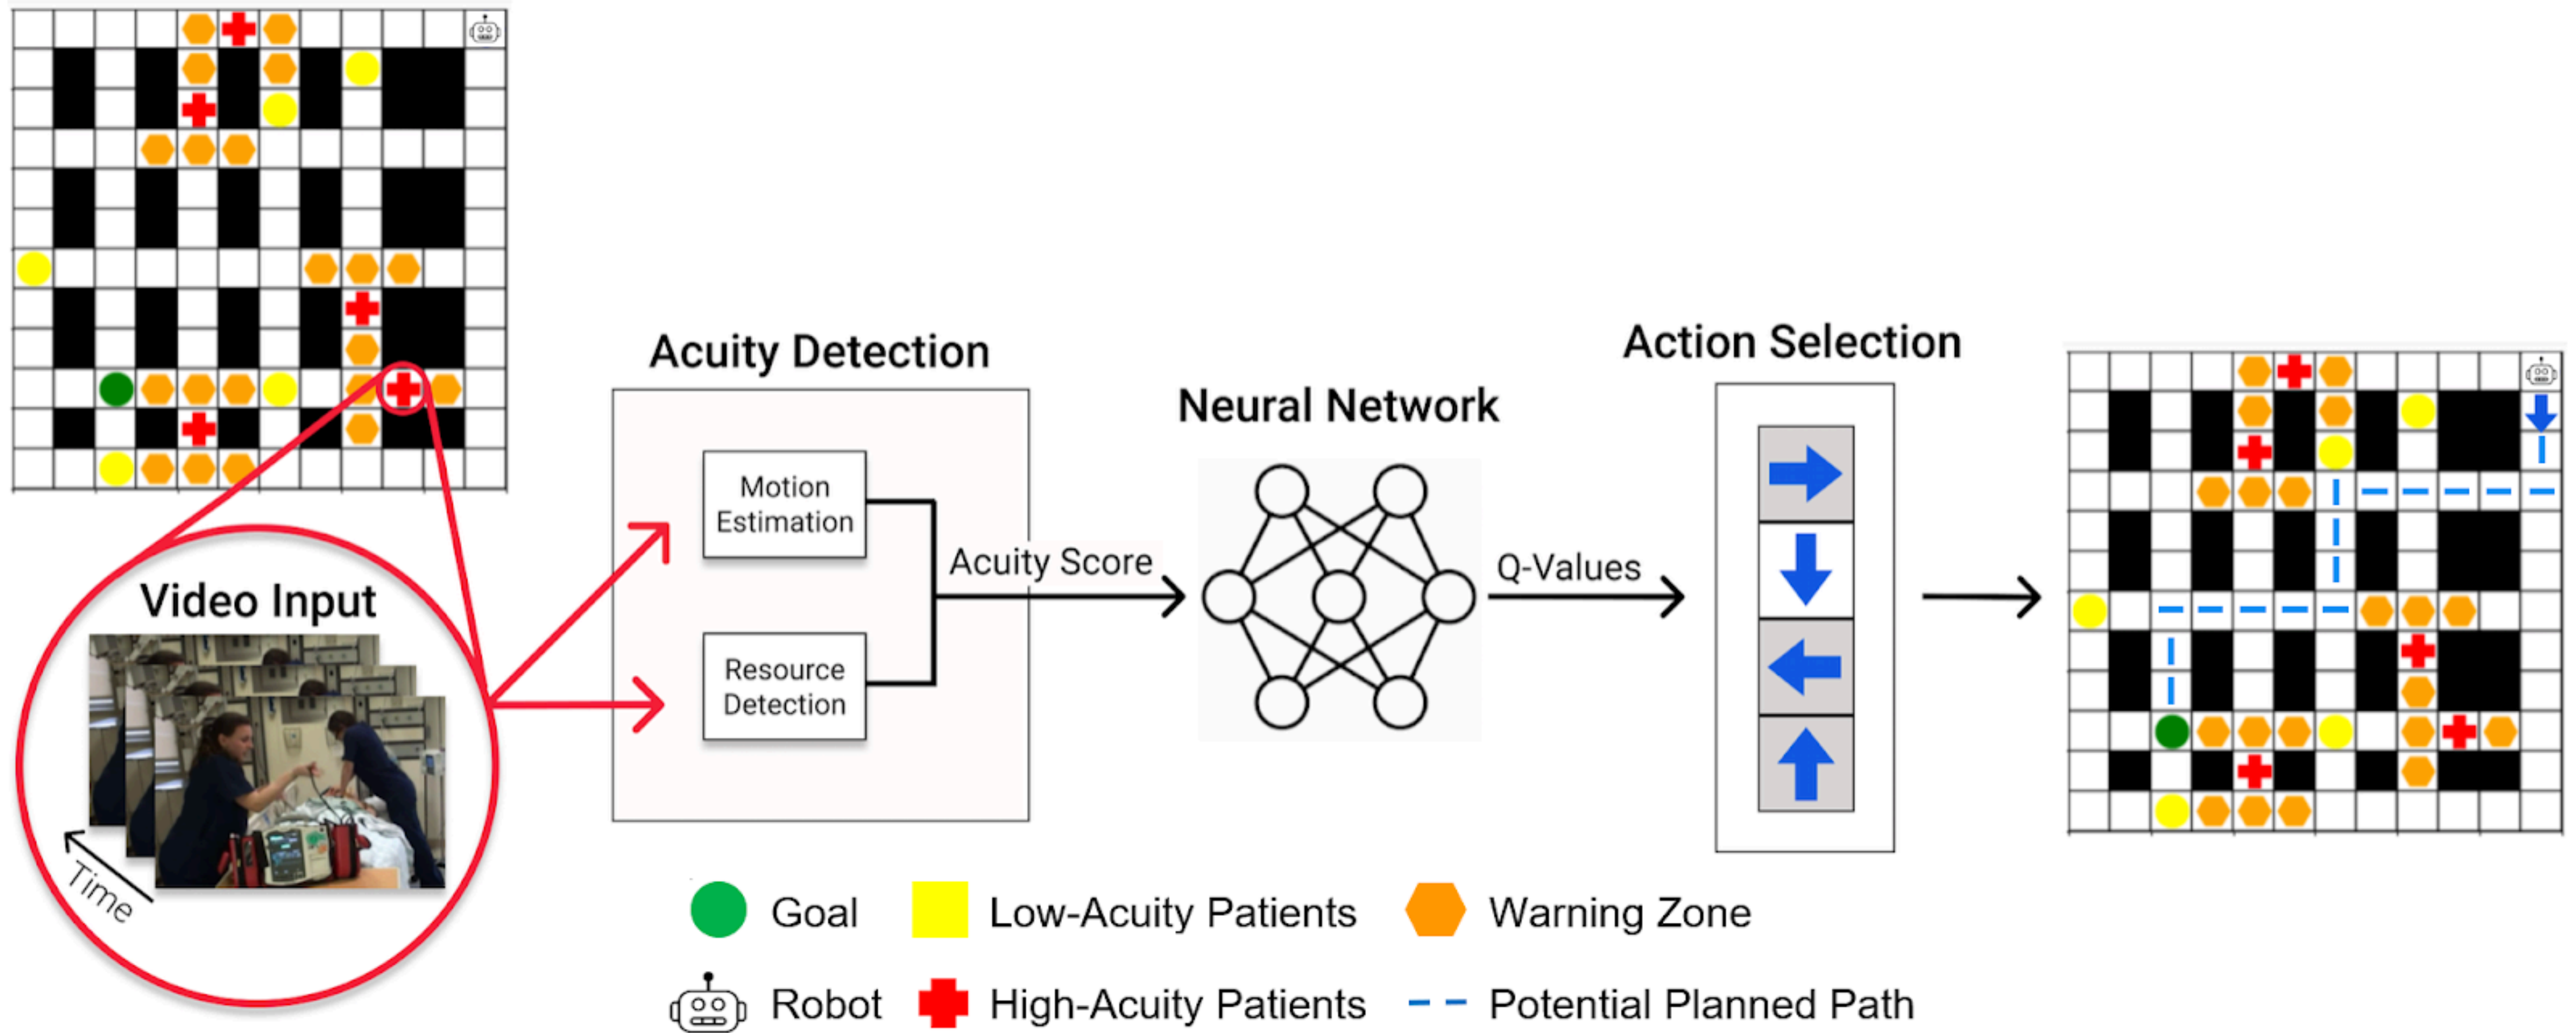 Acuity Detection
Action Selection
Neural Network
Motion
Estimation
Acuity Score
Q-Values
Video Input
Resource
Detection
Time
Goal
Low-Acuity Patients
Warning Zone
Robot
High-Acuity Patients
Potential Planned Path